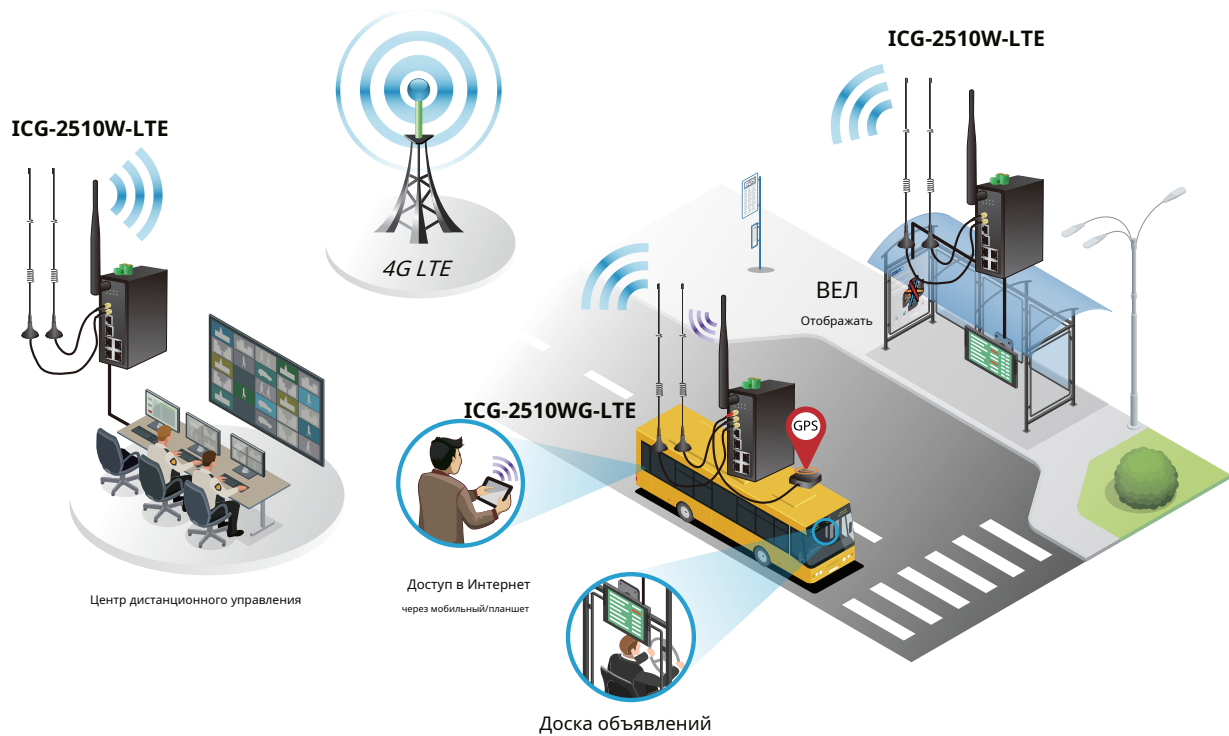 ICG-2510W-LTE
ICG-2510W-LTE
4G LTE
ВЕЛ
Отображать
ICG-2510WG-LTE
GPS
Доступ в Интернет
через мобильный/планшет
Центр дистанционного управления
Доска объявлений